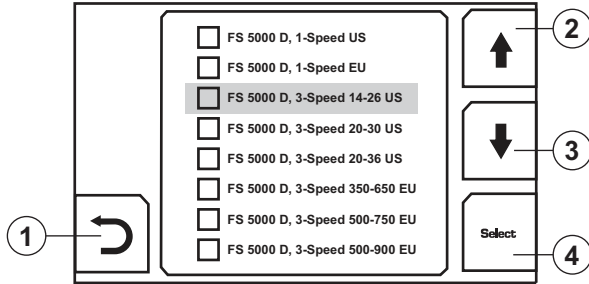 FS 5000 D, 1-Speed US
FS 5000 D, 1-Speed EU
FS 5000 D, 3-Speed 14-26 US
FS 5000 D, 3-Speed 20-30 US
FS 5000 D, 3-Speed 20-36 US
FS 5000 D, 3-Speed 350-650 EU
FS 5000 D, 3-Speed 500-750 EU
FS 5000 D, 3-Speed 500-900 EU
Select
1
2
3
4